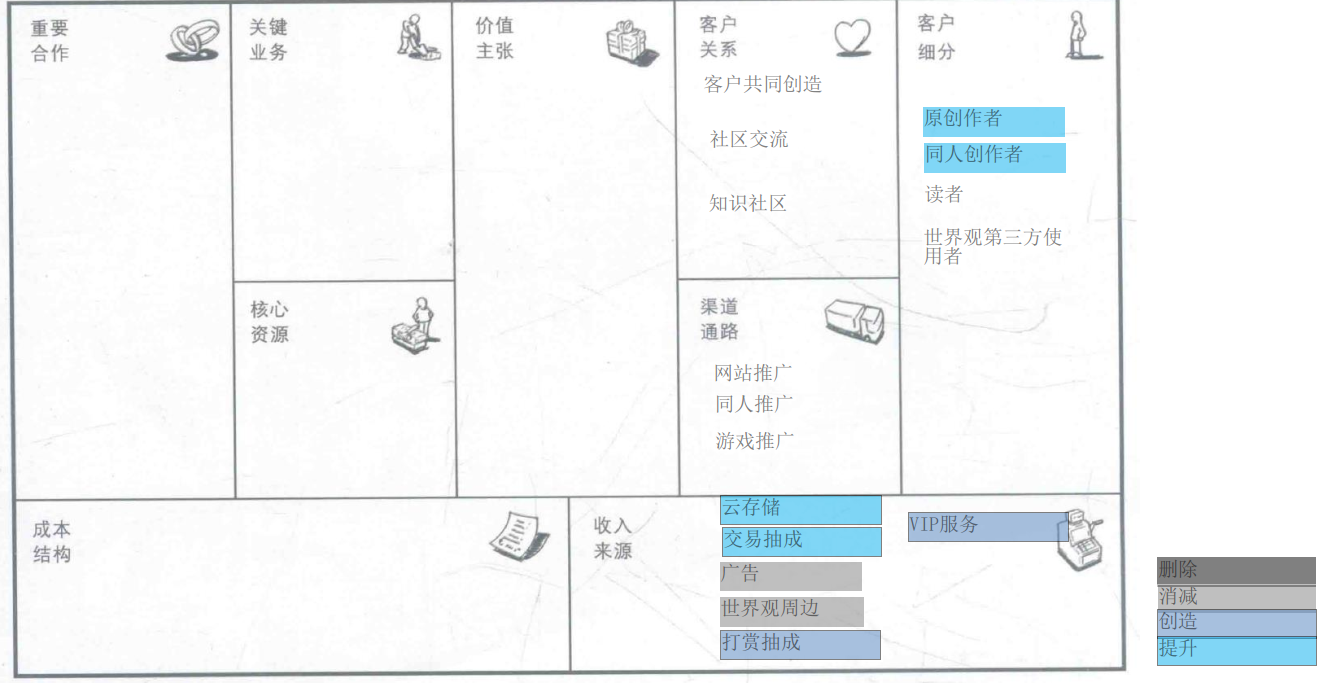 重要
合作
关键
业务
价值
主张
客户
关系
客户共同创造
社区交流
知识社区
客户
细分
原创作者
同人创作者
读者
世界观第三方使
用者
核心
资源
渠道
通路
网站推广
同人推广
游戏推广
成本
结构
收入
来源
云存储
交易抽成
广告
世界观周边
打赏抽成
VIP服务
删除
消减
创造
提升